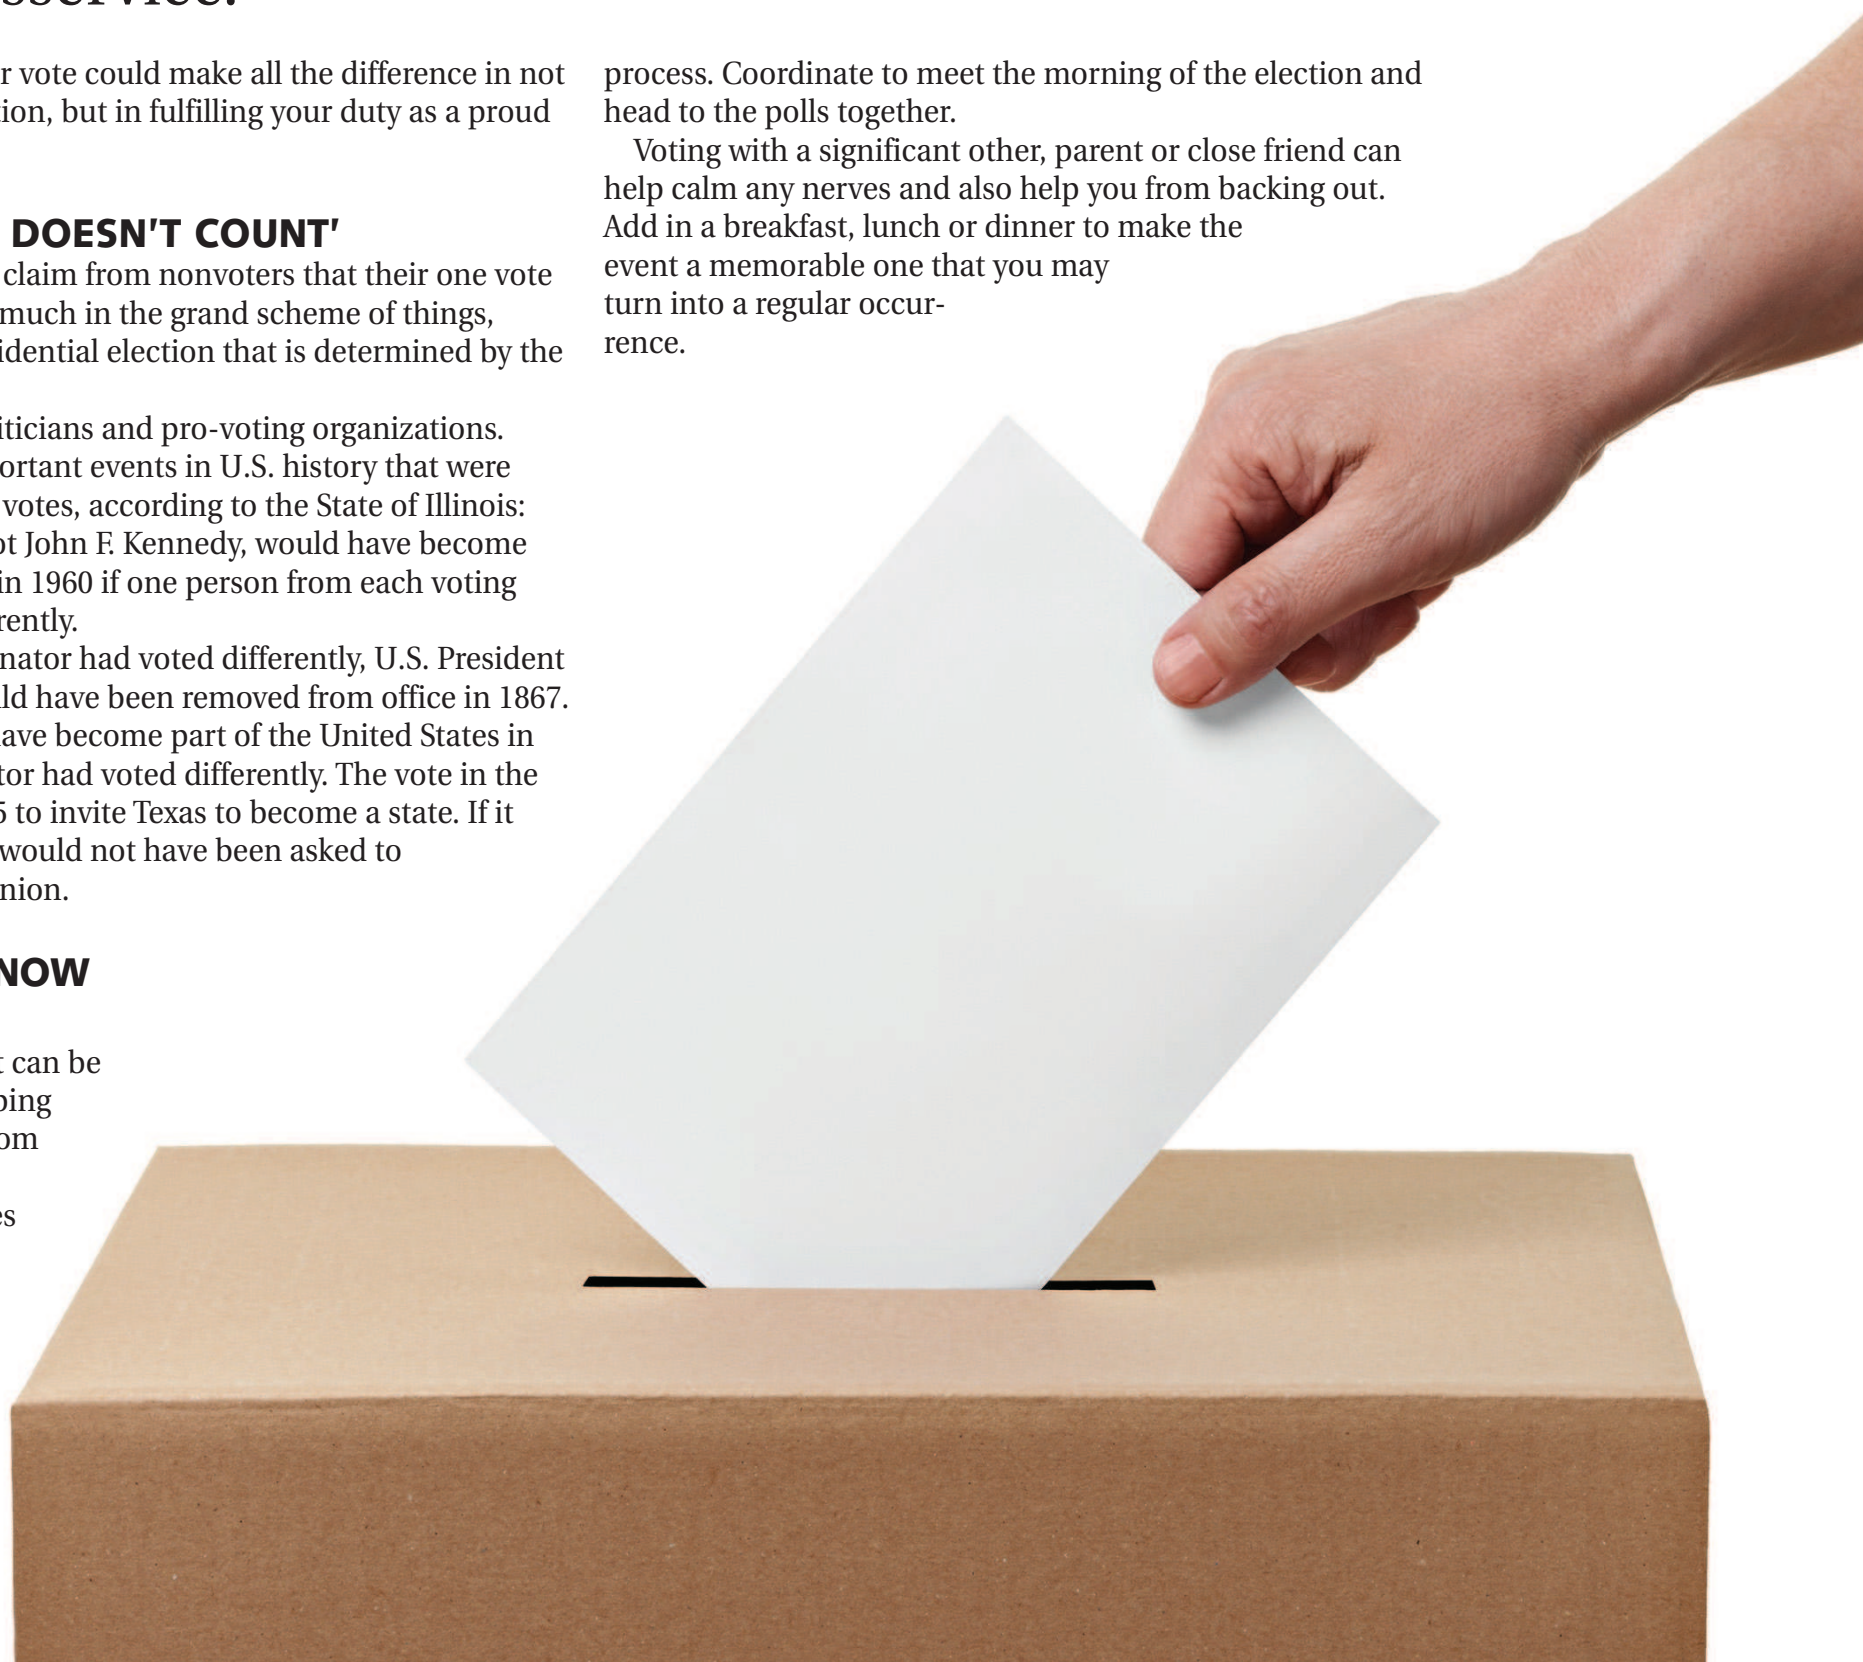 r vote could make all the difference in not
tion, but in fulfilling your duty as a proud
DOESN'T COUNT'
claim from nonvoters that their one vote
much in the grand scheme of things,
idential election that is determined by the
iticians and pro-voting organizations.
ortant events in U.S. history that were
votes, according to the State of Illinois:
ot John F. Kennedy, would have become
in 1960 if one person from each voting
rently.
nator had voted differently, U.S. President
ld have been removed from office in 1867.
ave become part of the United States in
tor had voted differently. The vote in the
5 to invite Texas to become a state. If it
would not have been asked to
nion.
NOW
t can be
ping
om
es
process. Coordinate to meet the morning of the election and
head to the polls together.
Voting with a significant other, parent or close friend can
help calm any nerves and also help you from backing out.
Add in a breakfast, lunch or dinner to make the
event a memorable one that you may
turn into a regular occur-
rence.